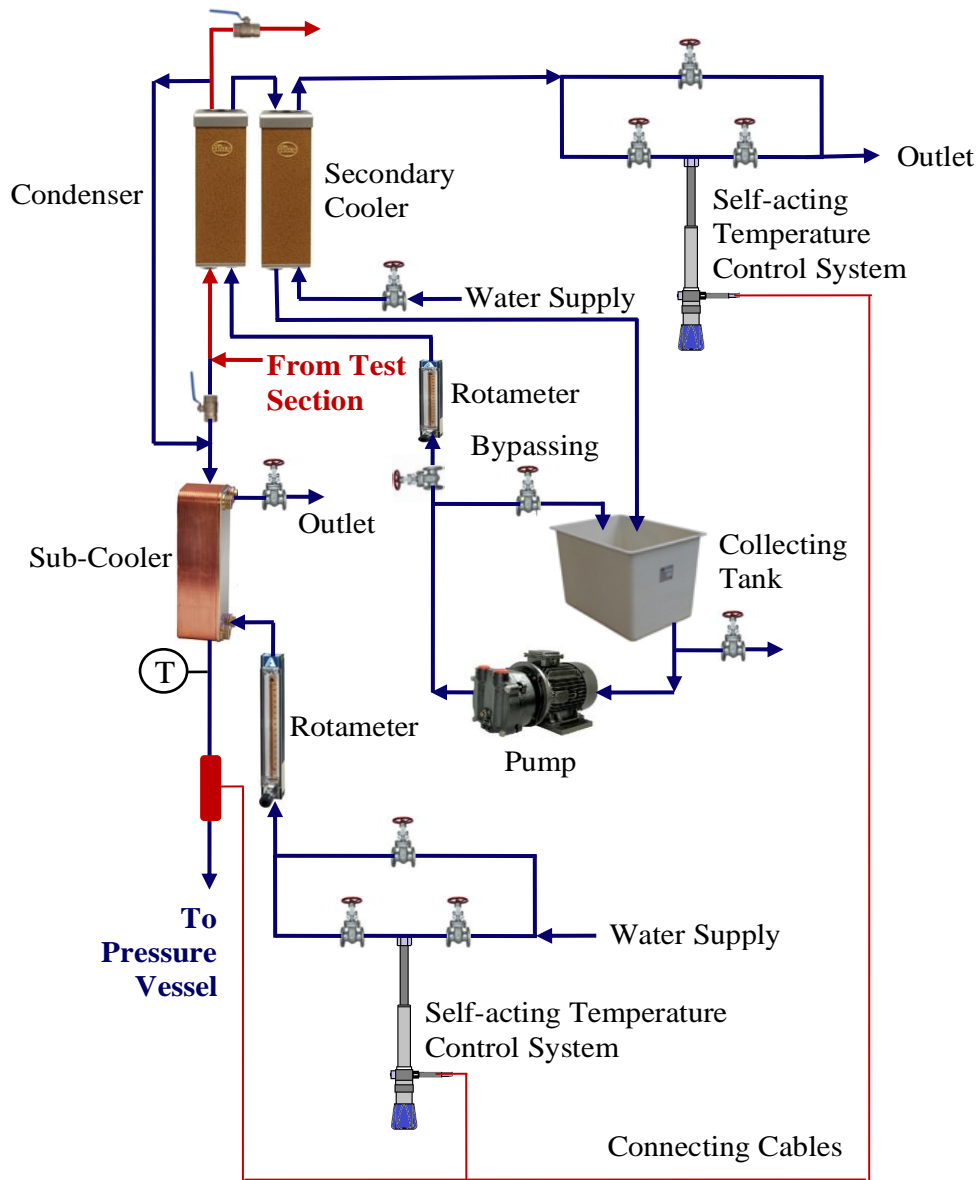 Condenser
Secondary
Cooler
Outlet
Self-acting
Temperature
Control System
Water Supply
From Test
Section
Rotameter
Bypassing
Outlet
Sub-Cooler
Collecting
Tank
T
Rotameter
Pump
To
Pressure
Vessel
Water Supply
Self-acting Temperature
Control System
Connecting Cables